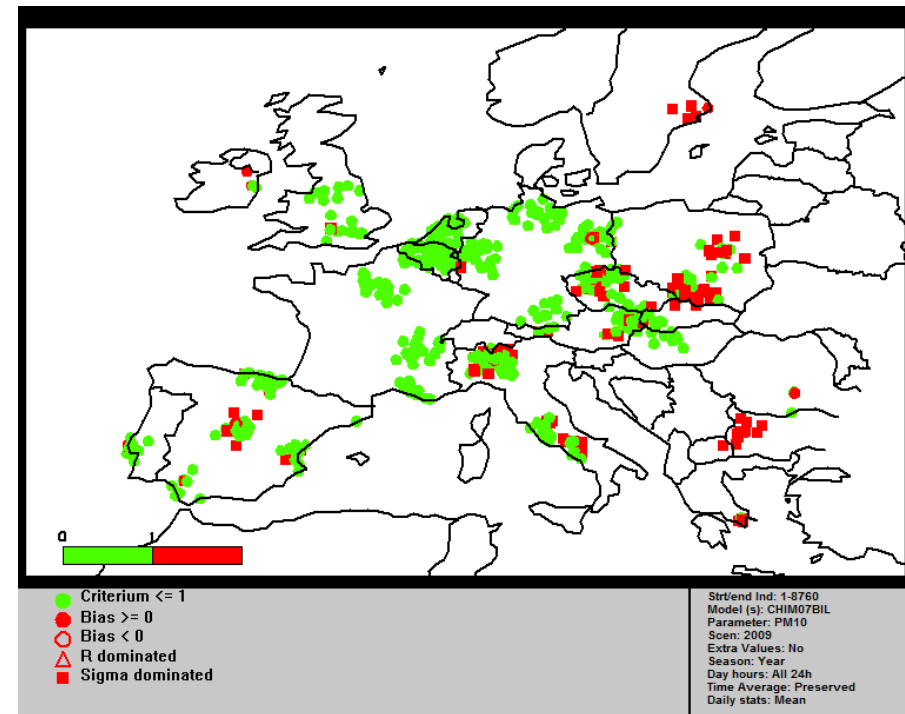 0 1
Criterium <= 1
Bias >= 0
Bias < 0
R dominated
Sigma dominated
Strt/end Ind: 1-8760
Model (s): CHIM07BIL
Parameter: PM10
Scen: 2009
Extra Values: No
Season: Year
Day hours: All 24h
Time Average: Preserved
Daily stats: Mean